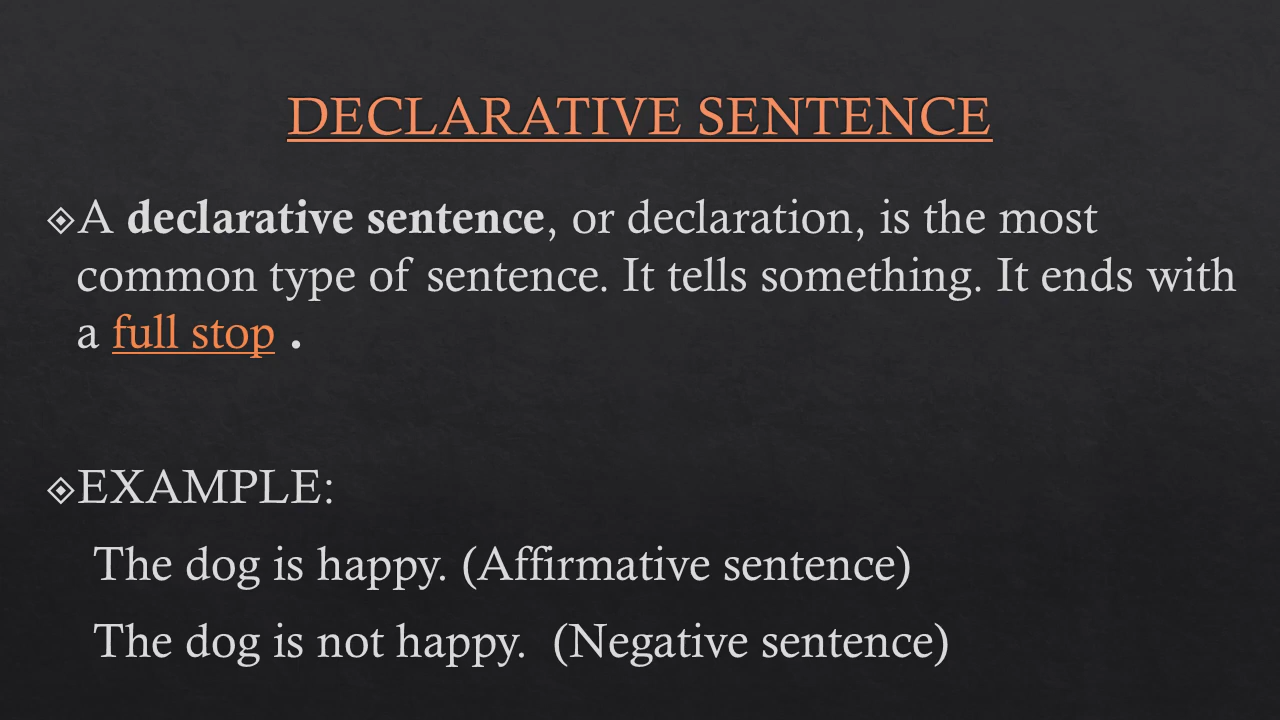 DECLARATIVE SENTENCE
A declarative sentence, or declaration, is the most
common type of sentence. It tells something. It ends with
a full stop .
EXAMPLE:
The dog is happy. (Affirmative sentence)
The dog is not happy.  (Negative sentence)